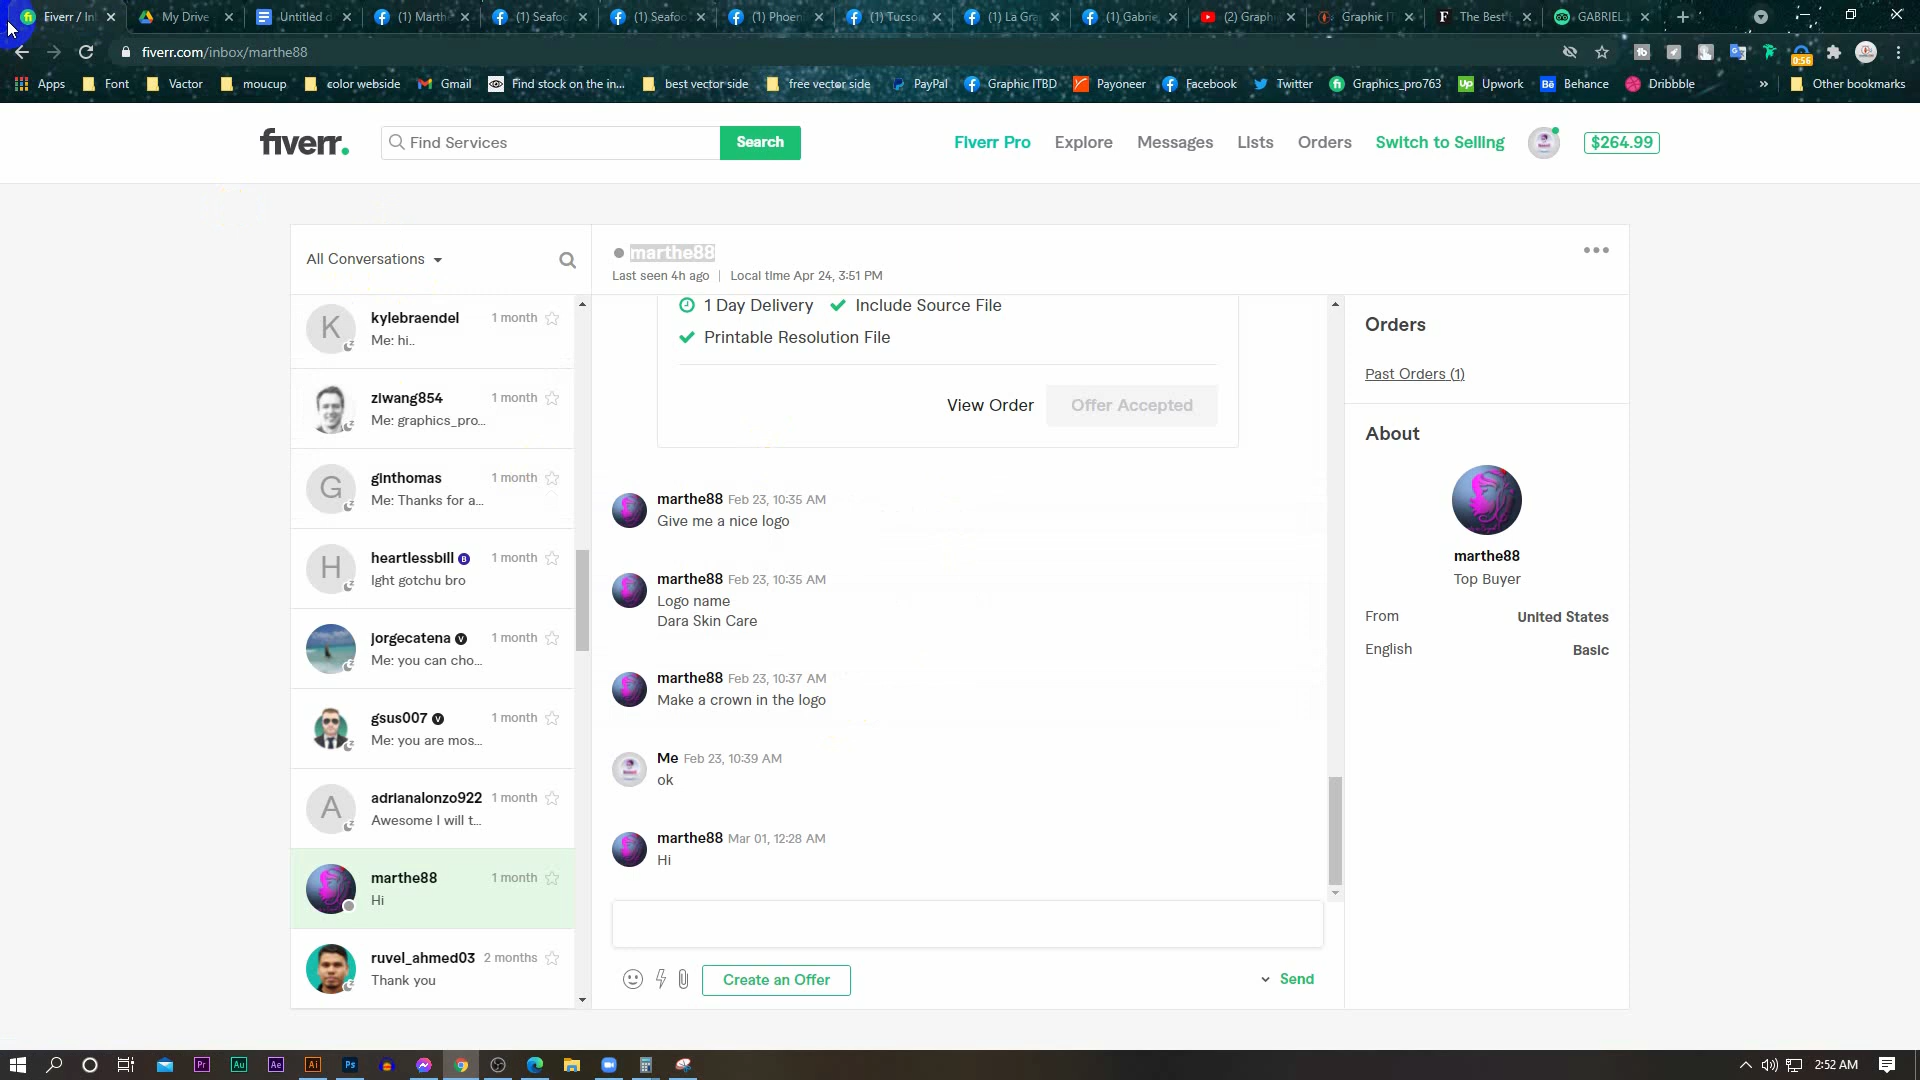 Fiverr / In
My Drive
Untitled d
(1) Marth
(1) Seafoo
(1) Seafoo
(1) Phoen
(1) Tucso
(1) La Gra
(1) Gabrie
(2) Graph
Graphic IT
The Best
GABRIEL
fiverr.com/inbox/marthe88
0:56
Apps
Font
Vactor
moucup
color webside
Gmail
Find stock on the in...
best vector side
free vector side
PayPal
Graphic ITBD
Payoneer
Facebook
Twitter
Graphics_pro763
Upwork
Behance
Dribbble
»
Other bookmarks
fiverr.
Find Services
Search
Fiverr Pro
Explore
Messages
Lists
Orders
Switch to Selling
$264.99
All Conversations
kylebraendel 1 month
Me: hi..
ziwang854 1 month
Me: graphics_pro...
G
ginthomas 1 month
Me: Thanks for a...
H
heartlessbill B 1 month
Ight gotchu bro
jorgecatena V 1 month
Me: you can cho...
gsus007 V 1 month
Me: you are mos...
A
adrianalonzo922 1 month
Awesome I will t...
marthe88 1 month
Hi
ruvel_ahmed03 2 months
Thank you
K
marthe88
Last seen 4h ago | Local time Apr 24, 3:51 PM
1 Day Delivery Include Source File
Printable Resolution File
View Order Offer Accepted
marthe88 Feb 23, 10:35 AM
Give me a nice logo
marthe88 Feb 23, 10:35 AM
Logo name
Dara Skin Care
marthe88 Feb 23, 10:37 AM
Make a crown in the logo
Me Feb 23, 10:39 AM
ok
marthe88 Mar 01, 12:28 AM
Hi
Create an Offer
Send
Orders
Past Orders (1)
About
marthe88
Top Buyer
From United States
English Basic
Pr
Au
Ae
Ai
Ps
2:52 AM